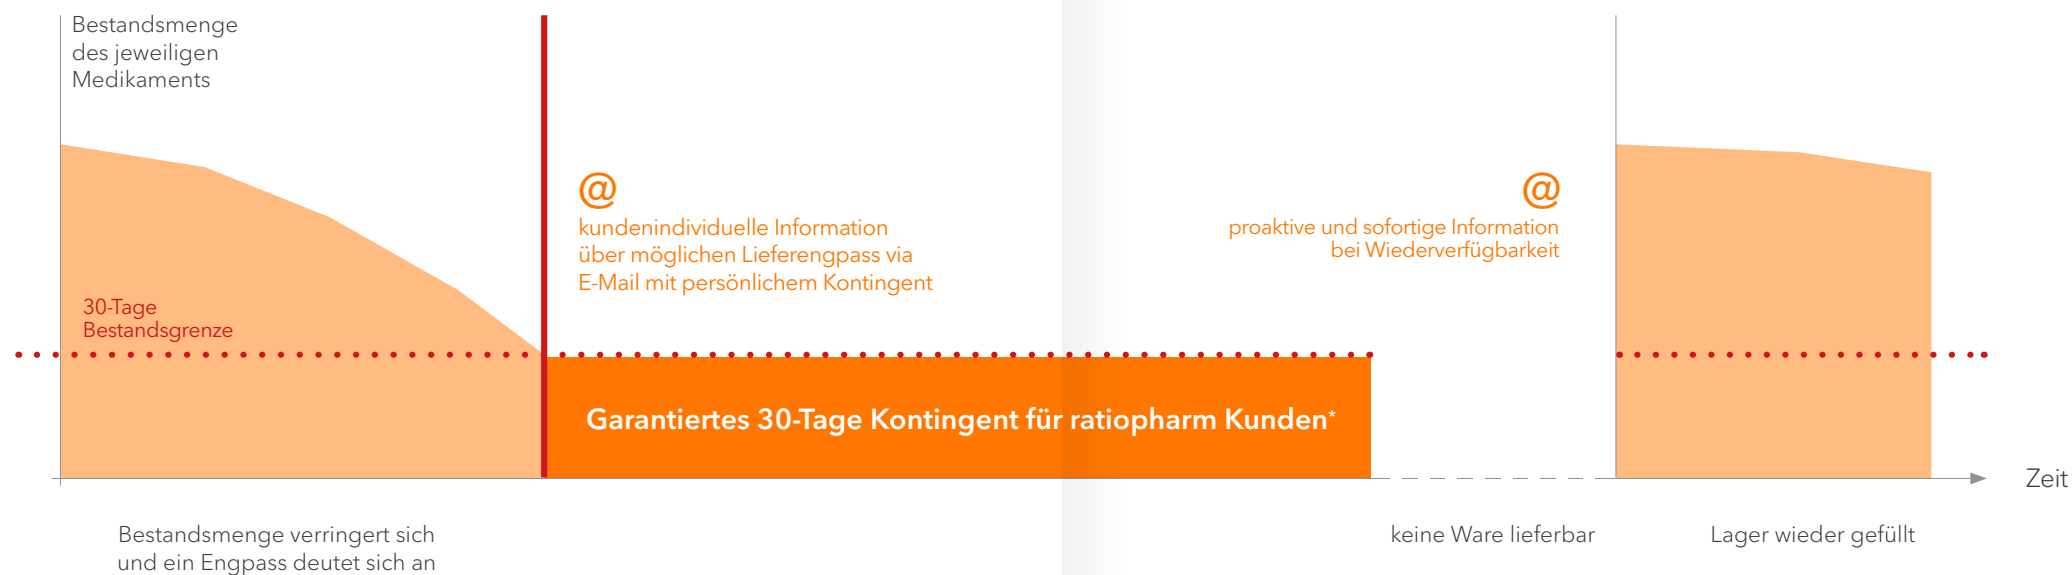 Bestandsmenge
des jeweiligen
Medikaments
@
kundenindividuelle Information
über möglichen Lieferengpass via
E-Mail mit persönlichem Kontingent
@
proaktive und sofortige Information
bei Wiederverfügbarkeit
30-Tage
Bestandsgrenze
Garantiertes 30-Tage Kontingent für ratiopharm Kunden*
Zeit
Bestandsmenge verringert sich
und ein Engpass deutet sich an
keine Ware lieferbar
Lager wieder gefüllt